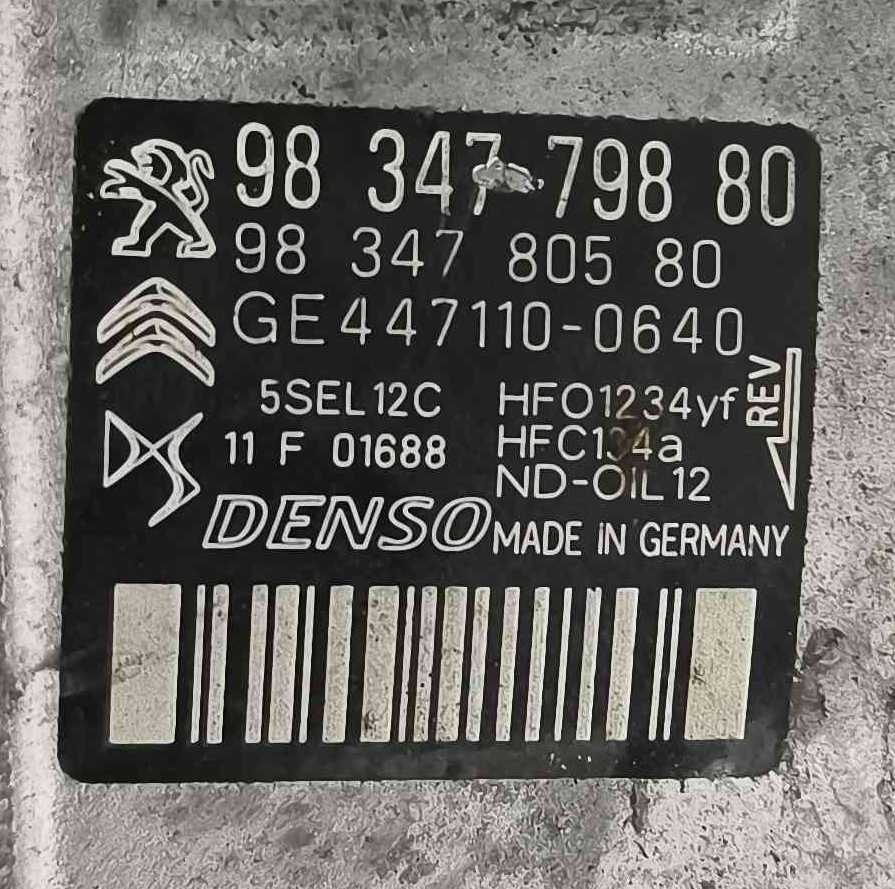 98 347 798 80
98 347 805 80
GE447110-0640
5SEL12C
11 F 01688
HFO1234yf
HFC134a
ND-OIL12
REV
DENSO
MADE IN GERMANY